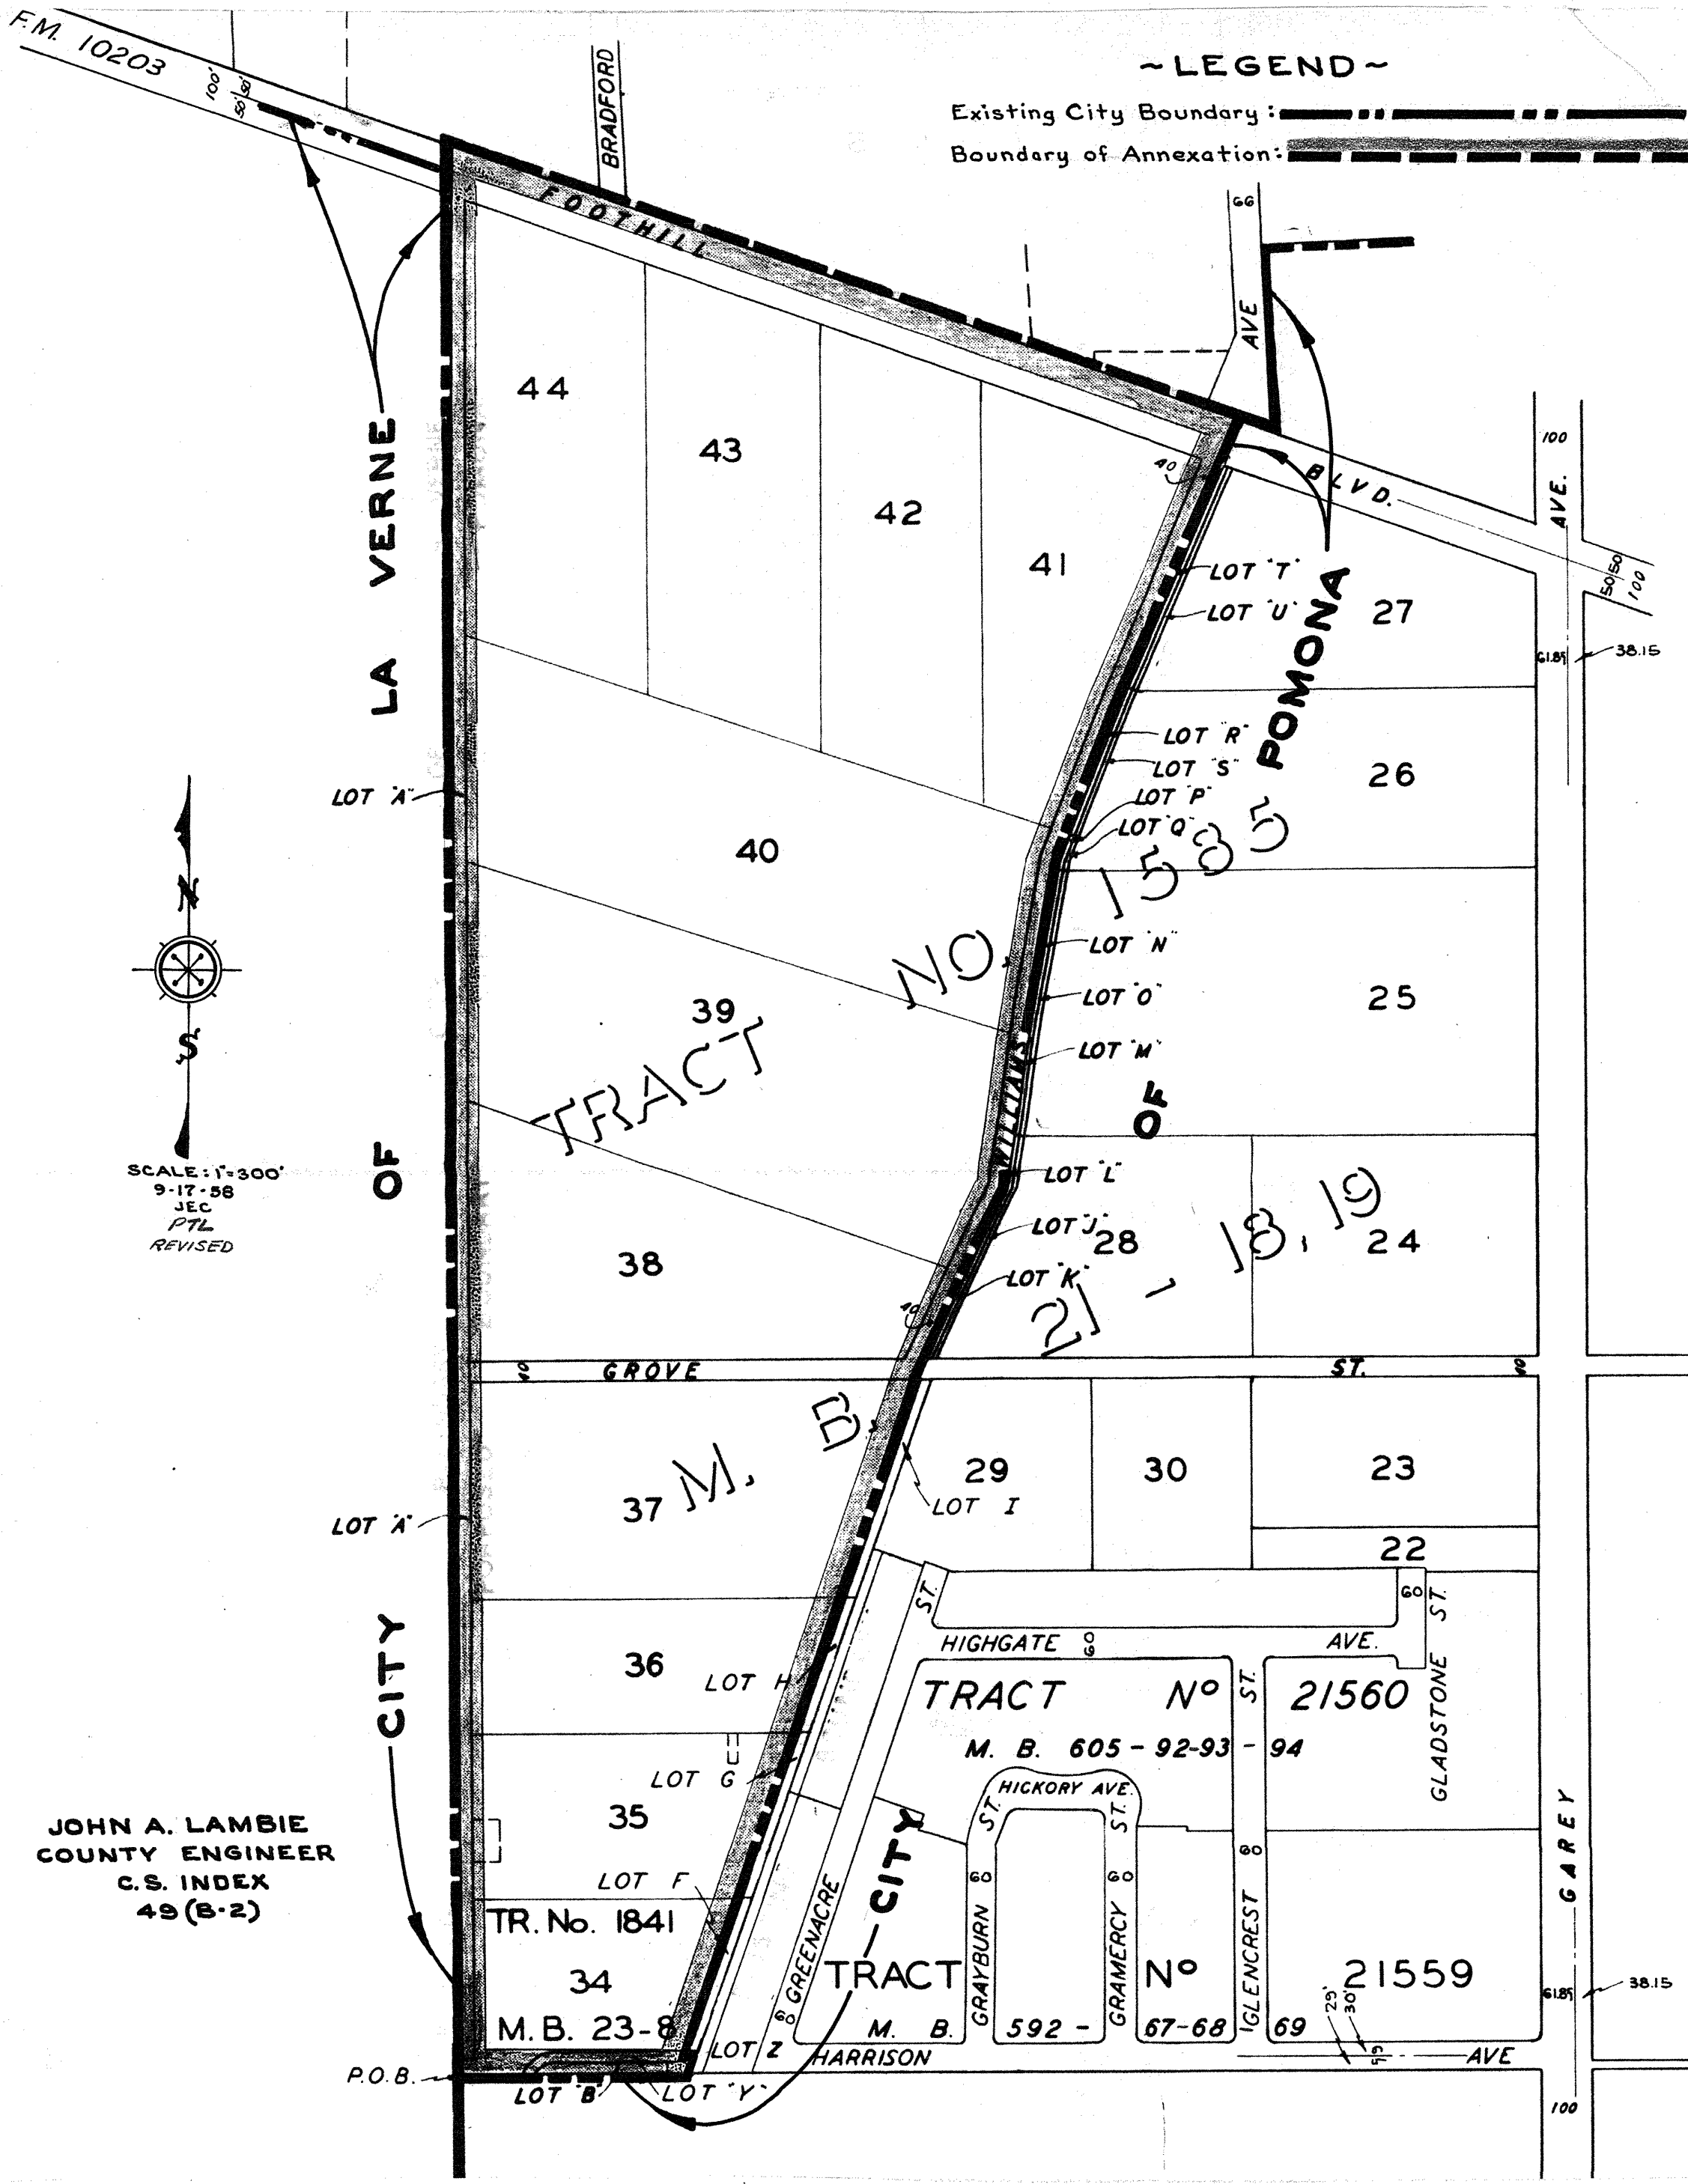 F.M. 10203
100'
50' 50'
BRADFORD
~LEGEND~
Existing City Boundary:
Boundary of Annexation:
66
AVE
FOOTHILL
BLVD.
100
AVE.
50 50
100
61.85
38.15
44
43
42
41
40
LOT "T"
LOT "U"
27
CITY OF LA VERNE
CITY OF POMONA
LOT "R"
LOT "S"
LOT "P"
LOT "Q"
26
LOT "A"
40
N
S
SCALE: 1"=300'
9-17-58
JEC
PTL
REVISED
TRACT NO. 1585
LOT "N"
LOT "O"
LOT "M"
25
39
WILLIAMS
LOT "L"
LOT "J"
LOT "K"
28
24
38
40
M. B. 21 - 18, 19
40
GROVE
ST.
40
37
29
30
23
LOT I
LOT "A"
22
36
LOT H
ST.
HIGHGATE
60
AVE.
60
GLADSTONE ST.
TRACT Nº 21560
M. B. 605-92-93-94
ST.
LOT G
HICKORY AVE.
ST.
ST.
35
JOHN A. LAMBIE
COUNTY ENGINEER
C.S. INDEX
49 (B-2)
LOT F
TR. No. 1841
34
M.B. 23-8
60
GREENACRE
60
GRAYBURN
60
GRAMERCY
60
GLENCREST
GAREY
TRACT Nº 21559
M. B. 592-67-68 69
29'
30'
61.85
38.15
LOT Z
HARRISON
AVE
P.O.B.
LOT "B"
LOT "Y"
100